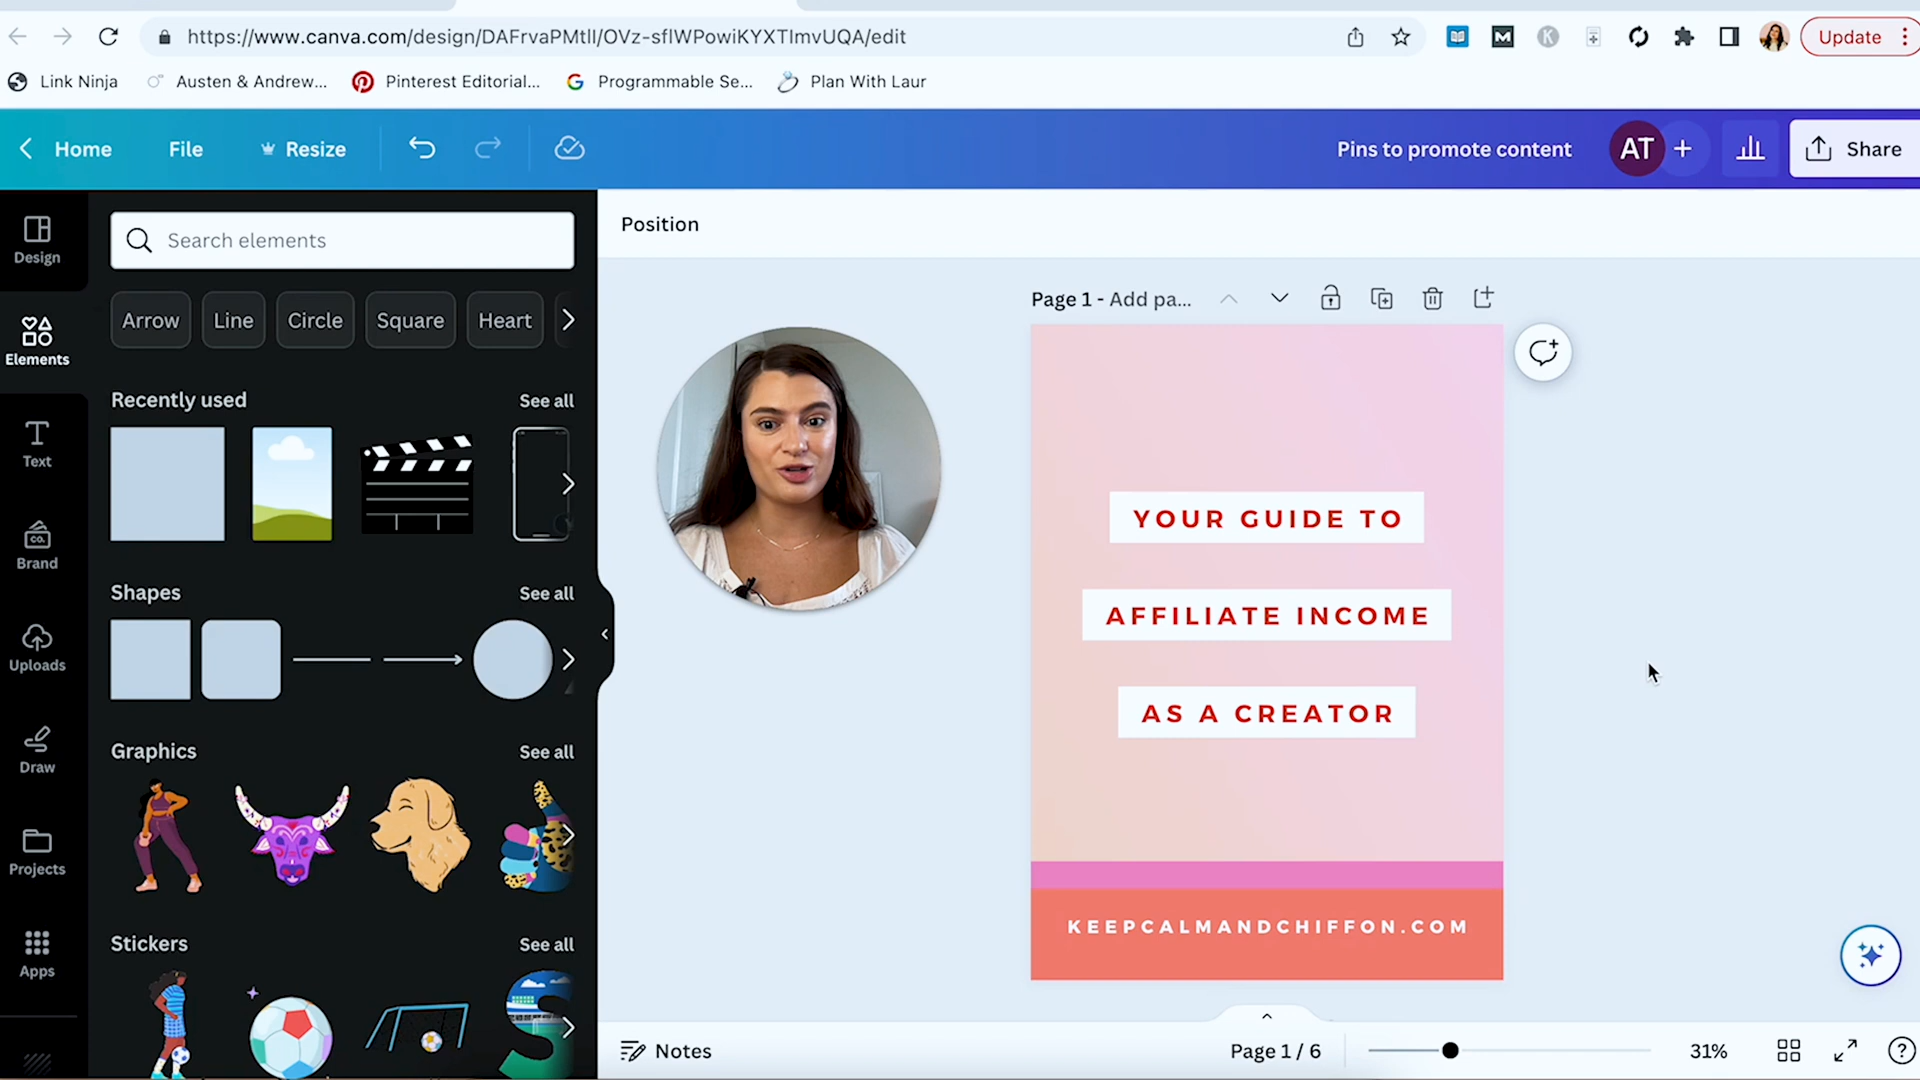 https://www.canva.com/design/DAFrvaPMtlI/OVz-sflWPowiKYXTlmvUQA/edit
Update
Link Ninja
Austen & Andrew...
Pinterest Editorial...
Programmable Se...
Plan With Laur
Home
File
Resize
Pins to promote content
AT
Share
Design
Elements
Text
Brand
Uploads
Draw
Projects
Apps
Search elements
Arrow
Line
Circle
Square
Heart
Recently used
See all
Shapes
See all
Graphics
See all
Stickers
See all
Position
Page 1 - Add pa...
YOUR GUIDE TO
AFFILIATE INCOME
AS A CREATOR
KEEPCALMANDCHIFFON.COM
Notes
Page 1 / 6
31%